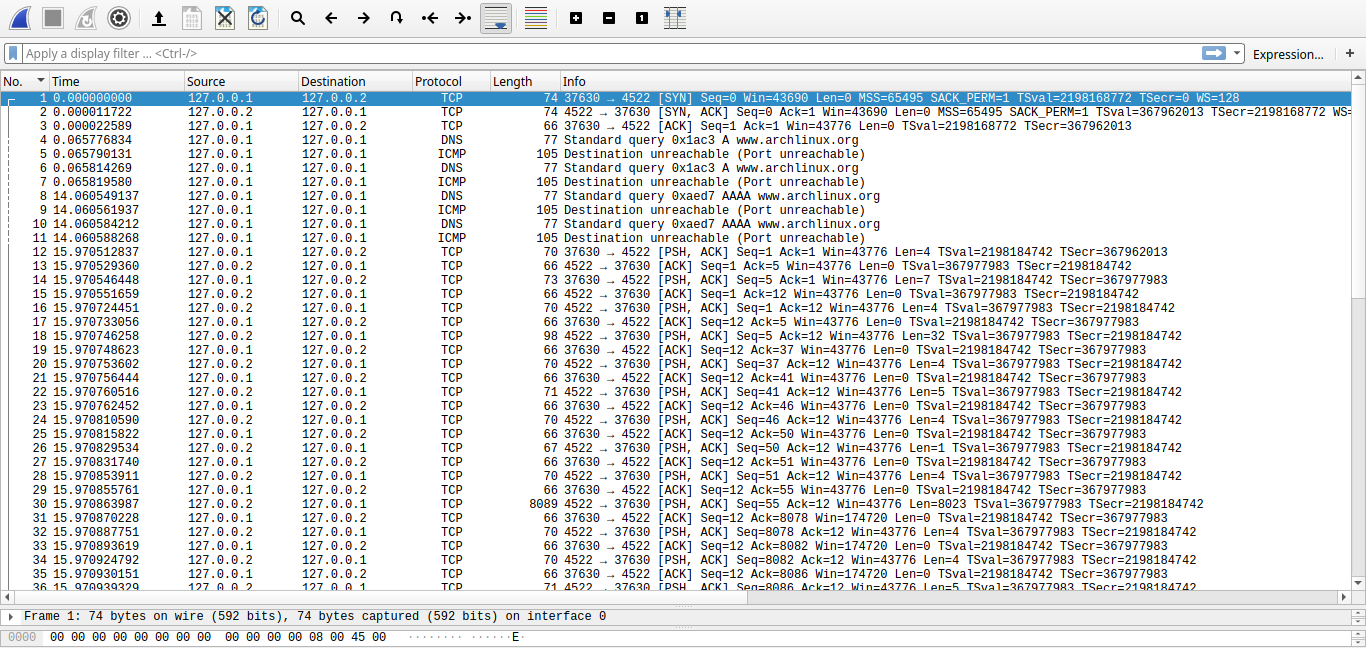 Apply a display filter ... <Ctrl-/> Expression... +
No. Time Source Destination Protocol Length Info
1 0.000000000 127.0.0.1 127.0.0.2 TCP 74 37630 → 4522 [SYN] Seq=0 Win=43690 Len=0 MSS=65495 SACK_PERM=1 TSval=2198168772 TSecr=0 WS=128
2 0.000011722 127.0.0.2 127.0.0.1 TCP 74 4522 → 37630 [SYN, ACK] Seq=0 Ack=1 Win=43690 Len=0 MSS=65495 SACK_PERM=1 TSval=367962013 TSecr=2198168772 WS=
3 0.000022589 127.0.0.1 127.0.0.2 TCP 66 37630 → 4522 [ACK] Seq=1 Ack=1 Win=43776 Len=0 TSval=2198168772 TSecr=367962013
4 0.065776834 127.0.0.1 127.0.0.1 DNS 77 Standard query 0x1ac3 A www.archlinux.org
5 0.065790131 127.0.0.1 127.0.0.1 ICMP 105 Destination unreachable (Port unreachable)
6 0.065814269 127.0.0.1 127.0.0.1 DNS 77 Standard query 0x1ac3 A www.archlinux.org
7 0.065819580 127.0.0.1 127.0.0.1 ICMP 105 Destination unreachable (Port unreachable)
8 14.060549137 127.0.0.1 127.0.0.1 DNS 77 Standard query 0xaed7 AAAA www.archlinux.org
9 14.060561937 127.0.0.1 127.0.0.1 ICMP 105 Destination unreachable (Port unreachable)
10 14.060584212 127.0.0.1 127.0.0.1 DNS 77 Standard query 0xaed7 AAAA www.archlinux.org
11 14.060588268 127.0.0.1 127.0.0.1 ICMP 105 Destination unreachable (Port unreachable)
12 15.970512837 127.0.0.1 127.0.0.2 TCP 70 37630 → 4522 [PSH, ACK] Seq=1 Ack=1 Win=43776 Len=4 TSval=2198184742 TSecr=367962013
13 15.970529360 127.0.0.2 127.0.0.1 TCP 66 4522 → 37630 [ACK] Seq=1 Ack=5 Win=43776 Len=0 TSval=367977983 TSecr=2198184742
14 15.970546448 127.0.0.1 127.0.0.2 TCP 73 37630 → 4522 [PSH, ACK] Seq=5 Ack=1 Win=43776 Len=7 TSval=2198184742 TSecr=367977983
15 15.970551659 127.0.0.2 127.0.0.1 TCP 66 4522 → 37630 [ACK] Seq=1 Ack=12 Win=43776 Len=0 TSval=367977983 TSecr=2198184742
16 15.970724451 127.0.0.2 127.0.0.1 TCP 70 4522 → 37630 [PSH, ACK] Seq=1 Ack=12 Win=43776 Len=4 TSval=367977983 TSecr=2198184742
17 15.970733056 127.0.0.1 127.0.0.2 TCP 66 37630 → 4522 [ACK] Seq=12 Ack=5 Win=43776 Len=0 TSval=2198184742 TSecr=367977983
18 15.970746258 127.0.0.2 127.0.0.1 TCP 98 4522 → 37630 [PSH, ACK] Seq=5 Ack=12 Win=43776 Len=32 TSval=367977983 TSecr=2198184742
19 15.970748623 127.0.0.1 127.0.0.2 TCP 66 37630 → 4522 [ACK] Seq=12 Ack=37 Win=43776 Len=0 TSval=2198184742 TSecr=367977983
20 15.970753602 127.0.0.2 127.0.0.1 TCP 70 4522 → 37630 [PSH, ACK] Seq=37 Ack=12 Win=43776 Len=4 TSval=367977983 TSecr=2198184742
21 15.970756444 127.0.0.1 127.0.0.2 TCP 66 37630 → 4522 [ACK] Seq=12 Ack=41 Win=43776 Len=0 TSval=2198184742 TSecr=367977983
22 15.970760516 127.0.0.2 127.0.0.1 TCP 71 4522 → 37630 [PSH, ACK] Seq=41 Ack=12 Win=43776 Len=5 TSval=367977983 TSecr=2198184742
23 15.970762452 127.0.0.1 127.0.0.2 TCP 66 37630 → 4522 [ACK] Seq=12 Ack=46 Win=43776 Len=0 TSval=2198184742 TSecr=367977983
24 15.970810590 127.0.0.2 127.0.0.1 TCP 70 4522 → 37630 [PSH, ACK] Seq=46 Ack=12 Win=43776 Len=4 TSval=367977983 TSecr=2198184742
25 15.970815822 127.0.0.1 127.0.0.2 TCP 66 37630 → 4522 [ACK] Seq=12 Ack=50 Win=43776 Len=0 TSval=2198184742 TSecr=367977983
26 15.970829534 127.0.0.2 127.0.0.1 TCP 67 4522 → 37630 [PSH, ACK] Seq=50 Ack=12 Win=43776 Len=1 TSval=367977983 TSecr=2198184742
27 15.970831740 127.0.0.1 127.0.0.2 TCP 66 37630 → 4522 [ACK] Seq=12 Ack=51 Win=43776 Len=0 TSval=2198184742 TSecr=367977983
28 15.970853911 127.0.0.2 127.0.0.1 TCP 70 4522 → 37630 [PSH, ACK] Seq=51 Ack=12 Win=43776 Len=4 TSval=367977983 TSecr=2198184742
29 15.970855761 127.0.0.1 127.0.0.2 TCP 66 37630 → 4522 [ACK] Seq=12 Ack=55 Win=43776 Len=0 TSval=2198184742 TSecr=367977983
30 15.970863987 127.0.0.2 127.0.0.1 TCP 8089 4522 → 37630 [PSH, ACK] Seq=55 Ack=12 Win=43776 Len=8023 TSval=367977983 TSecr=2198184742
31 15.970870228 127.0.0.1 127.0.0.2 TCP 66 37630 → 4522 [ACK] Seq=12 Ack=8078 Win=174720 Len=0 TSval=2198184742 TSecr=367977983
32 15.970887751 127.0.0.2 127.0.0.1 TCP 70 4522 → 37630 [PSH, ACK] Seq=8078 Ack=12 Win=43776 Len=4 TSval=367977983 TSecr=2198184742
33 15.970893619 127.0.0.1 127.0.0.2 TCP 66 37630 → 4522 [ACK] Seq=12 Ack=8082 Win=174720 Len=0 TSval=2198184742 TSecr=367977983
34 15.970924792 127.0.0.2 127.0.0.1 TCP 70 4522 → 37630 [PSH, ACK] Seq=8082 Ack=12 Win=43776 Len=4 TSval=367977983 TSecr=2198184742
35 15.970930151 127.0.0.1 127.0.0.2 TCP 66 37630 → 4522 [ACK] Seq=12 Ack=8086 Win=174720 Len=0 TSval=2198184742 TSecr=367977983
36 15.970939329 127.0.0.2 127.0.0.1 TCP 71 4522 → 37630 [PSH, ACK] Seq=8086 Ack=12 Win=43776 Len=5 TSval=367977983 TSecr=2198184742
Frame 1: 74 bytes on wire (592 bits), 74 bytes captured (592 bits) on interface 0
0000 00 00 00 00 00 00 00 00 00 00 00 00 08 00 45 00 ········ ······E·